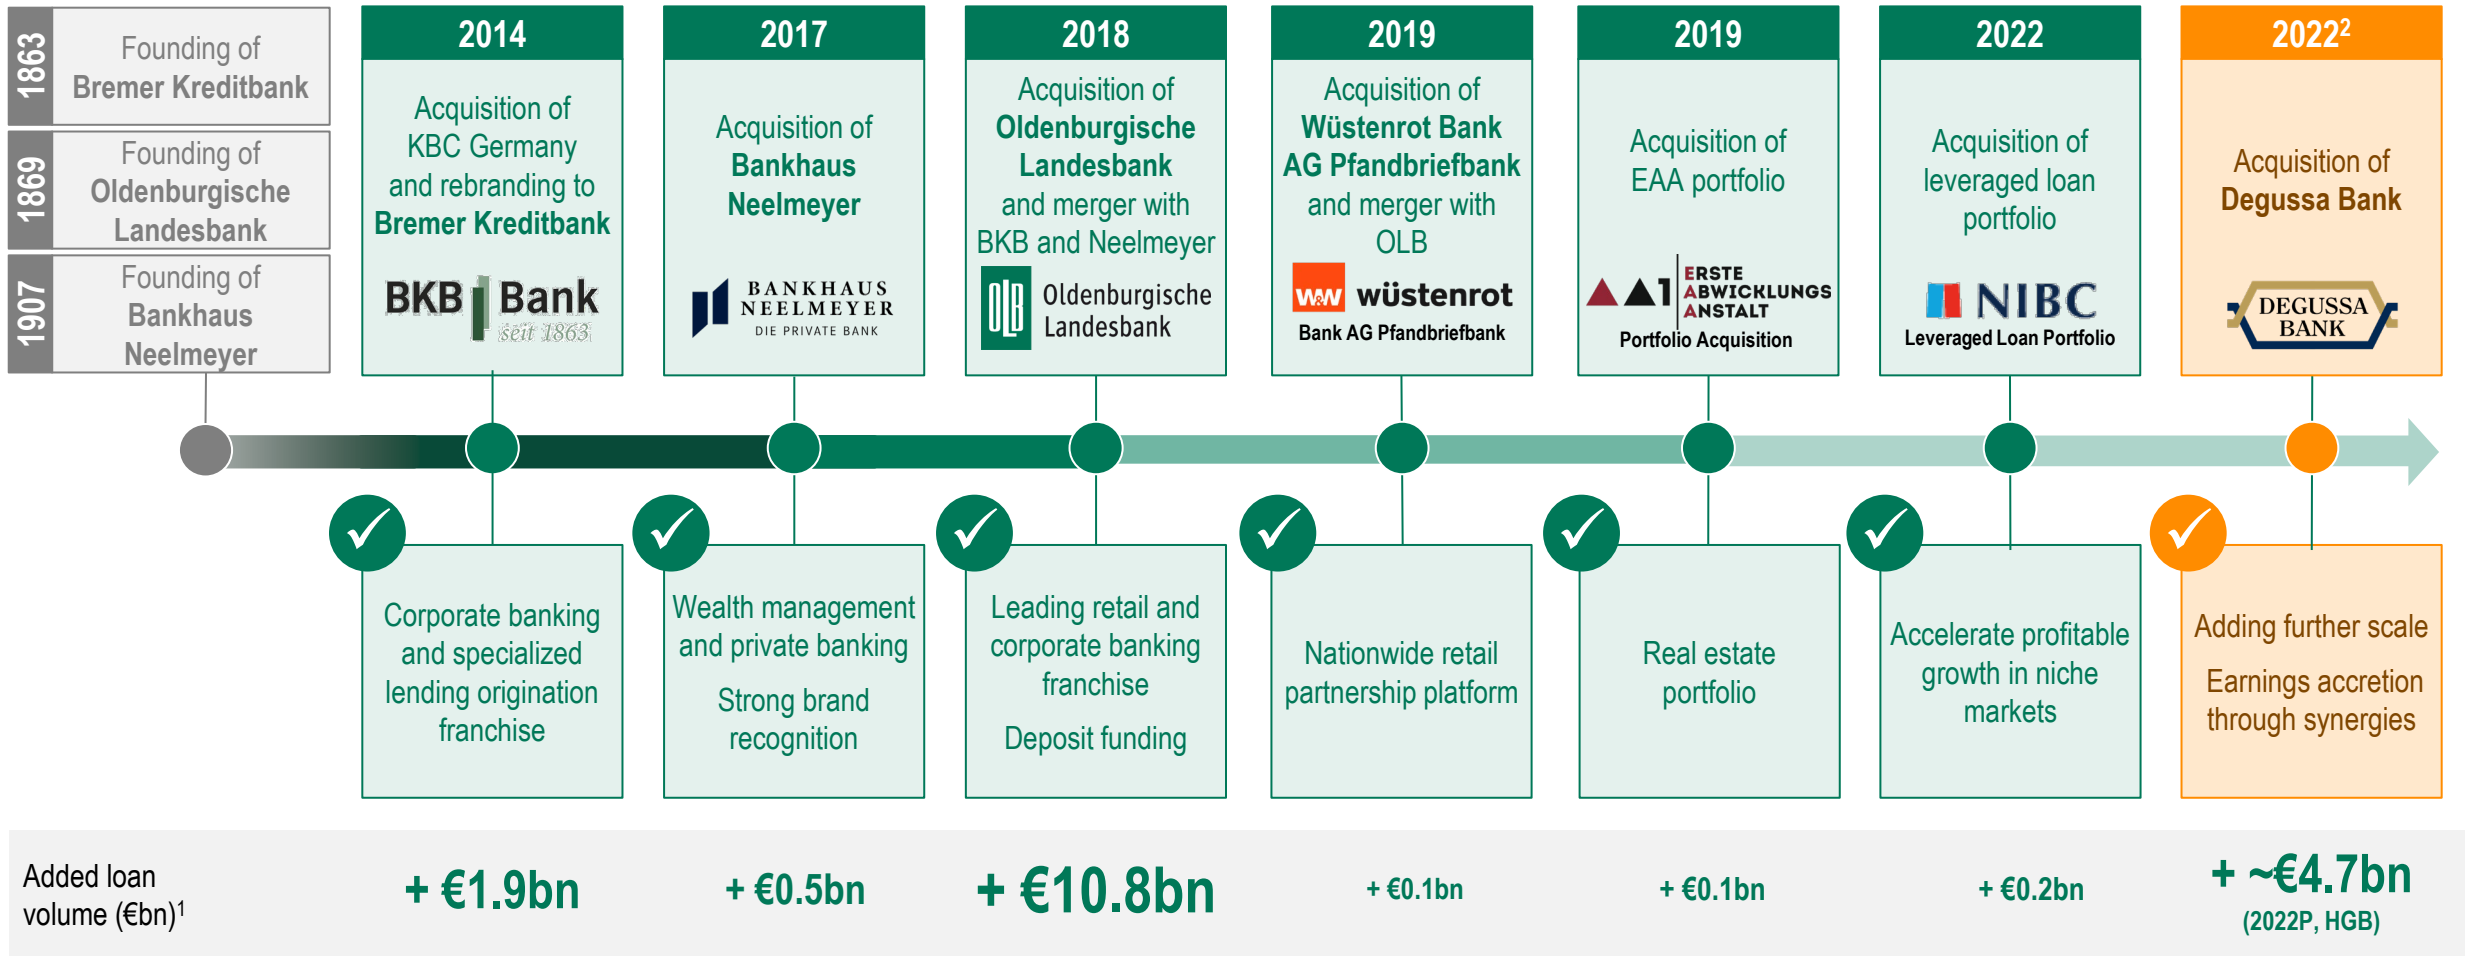 1863
Founding of
Bremer Kreditbank
1869
Founding of
Oldenburgische
Landesbank
1907
Founding of
Bankhaus
Neelmeyer
2014
Acquisition of
KBC Germany
and rebranding to
Bremer Kreditbank
BKB Bank
seit 1863
2017
Acquisition of
Bankhaus
Neelmeyer
BANKHAUS
NEELMEYER
DIE PRIVATE BANK
2018
Acquisition of
Oldenburgische
Landesbank
and merger with
BKB and Neelmeyer
OLB
Oldenburgische
Landesbank
2019
Acquisition of
Wüstenrot Bank
AG Pfandbriefbank
and merger with
OLB
W&W wüstenrot
Bank AG Pfandbriefbank
2019
Acquisition of
EAA portfolio
1
ERSTE
ABWICKLUNGS
ANSTALT
Portfolio Acquisition
2022
Acquisition of
leveraged loan
portfolio
NIBC
Leveraged Loan Portfolio
2022²
Acquisition of
Degussa Bank
DEGUSSA
BANK
Corporate banking
and specialized
lending origination
franchise
Wealth management
and private banking
Strong brand
recognition
Leading retail and
corporate banking
franchise
Deposit funding
Nationwide retail
partnership platform
Real estate
portfolio
Accelerate profitable
growth in niche
markets
Adding further scale
Earnings accretion
through synergies
Added loan
volume (€bn)¹
+ €1.9bn
+ €0.5bn
+ €10.8bn
+ €0.1bn
+ €0.1bn
+ €0.2bn
+ ~€4.7bn
(2022P, HGB)